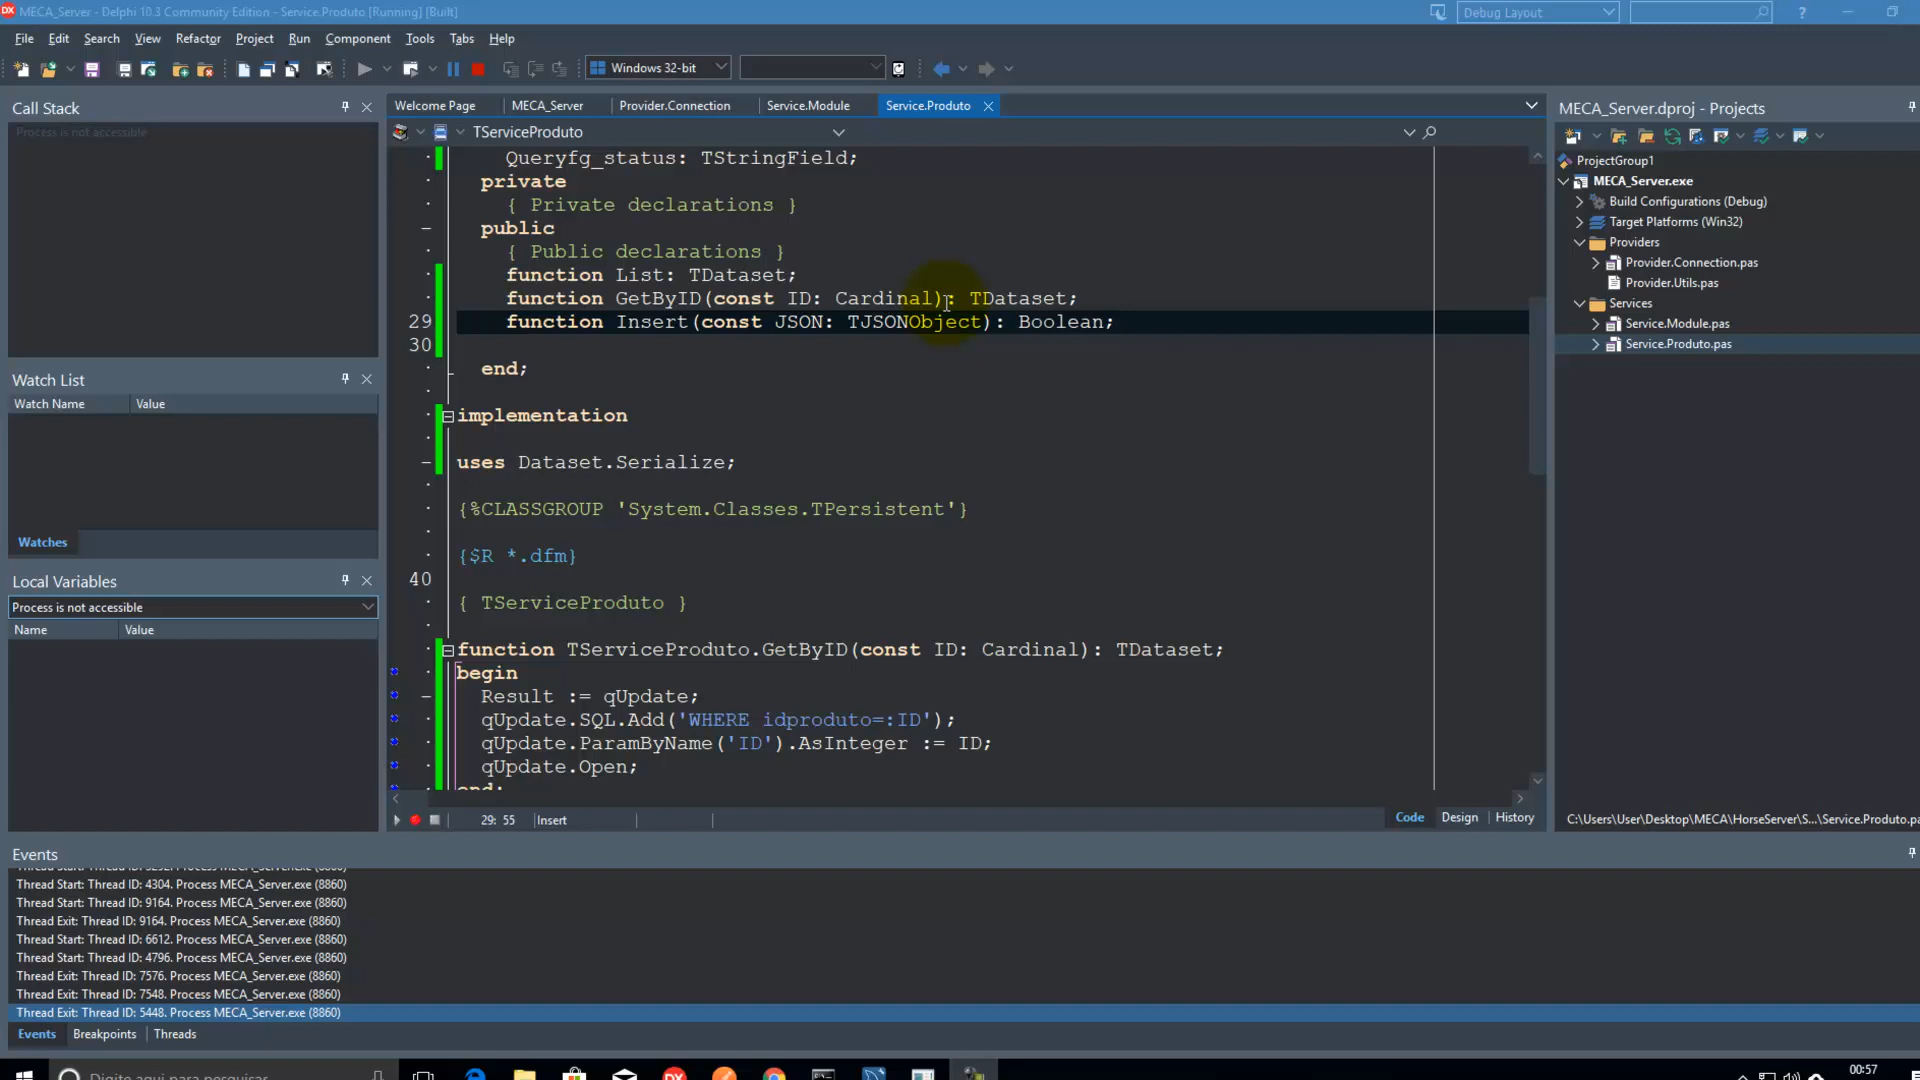 MECA_Server - Delphi 10.3 Community Edition - Service.Produto [Running] [Built]
Debug Layout
File Edit Search View Refactor Project Run Component Tools Tabs Help
Windows 32-bit
Call Stack
Process is not accessible
Watch List
Watch Name Value
Watches
Local Variables
Process is not accessible
Name Value
Welcome Page MECA_Server Provider.Connection Service.Module Service.Produto
TServiceProduto
Queryfg_status: TStringField;
private
{ Private declarations }
public
{ Public declarations }
function List: TDataset;
function GetByID(const ID: Cardinal): TDataset;
29 function Insert(const JSON: TJSONObject): Boolean;
30
end;
implementation
uses Dataset.Serialize;
{%CLASSGROUP 'System.Classes.TPersistent'}
{$R *.dfm}
40
{ TServiceProduto }
function TServiceProduto.GetByID(const ID: Cardinal): TDataset;
begin
Result := qUpdate;
qUpdate.SQL.Add('WHERE idproduto=:ID');
qUpdate.ParamByName('ID').AsInteger := ID;
qUpdate.Open;
end;
29: 55 Insert
Code Design History
MECA_Server.dproj - Projects
ProjectGroup1
MECA_Server.exe
Build Configurations (Debug)
Target Platforms (Win32)
Providers
Provider.Connection.pas
Provider.Utils.pas
Services
Service.Module.pas
Service.Produto.pas
C:\Users\User\Desktop\MECA\HorseServer\S...\Service.Produto.pa
Events
Thread Start: Thread ID: 4304. Process MECA_Server.exe (8860)
Thread Start: Thread ID: 9164. Process MECA_Server.exe (8860)
Thread Exit: Thread ID: 9164. Process MECA_Server.exe (8860)
Thread Start: Thread ID: 6612. Process MECA_Server.exe (8860)
Thread Start: Thread ID: 4796. Process MECA_Server.exe (8860)
Thread Exit: Thread ID: 7576. Process MECA_Server.exe (8860)
Thread Exit: Thread ID: 7548. Process MECA_Server.exe (8860)
Thread Exit: Thread ID: 5448. Process MECA_Server.exe (8860)
Events Breakpoints Threads
Digite aqui para pesquisar
00:57